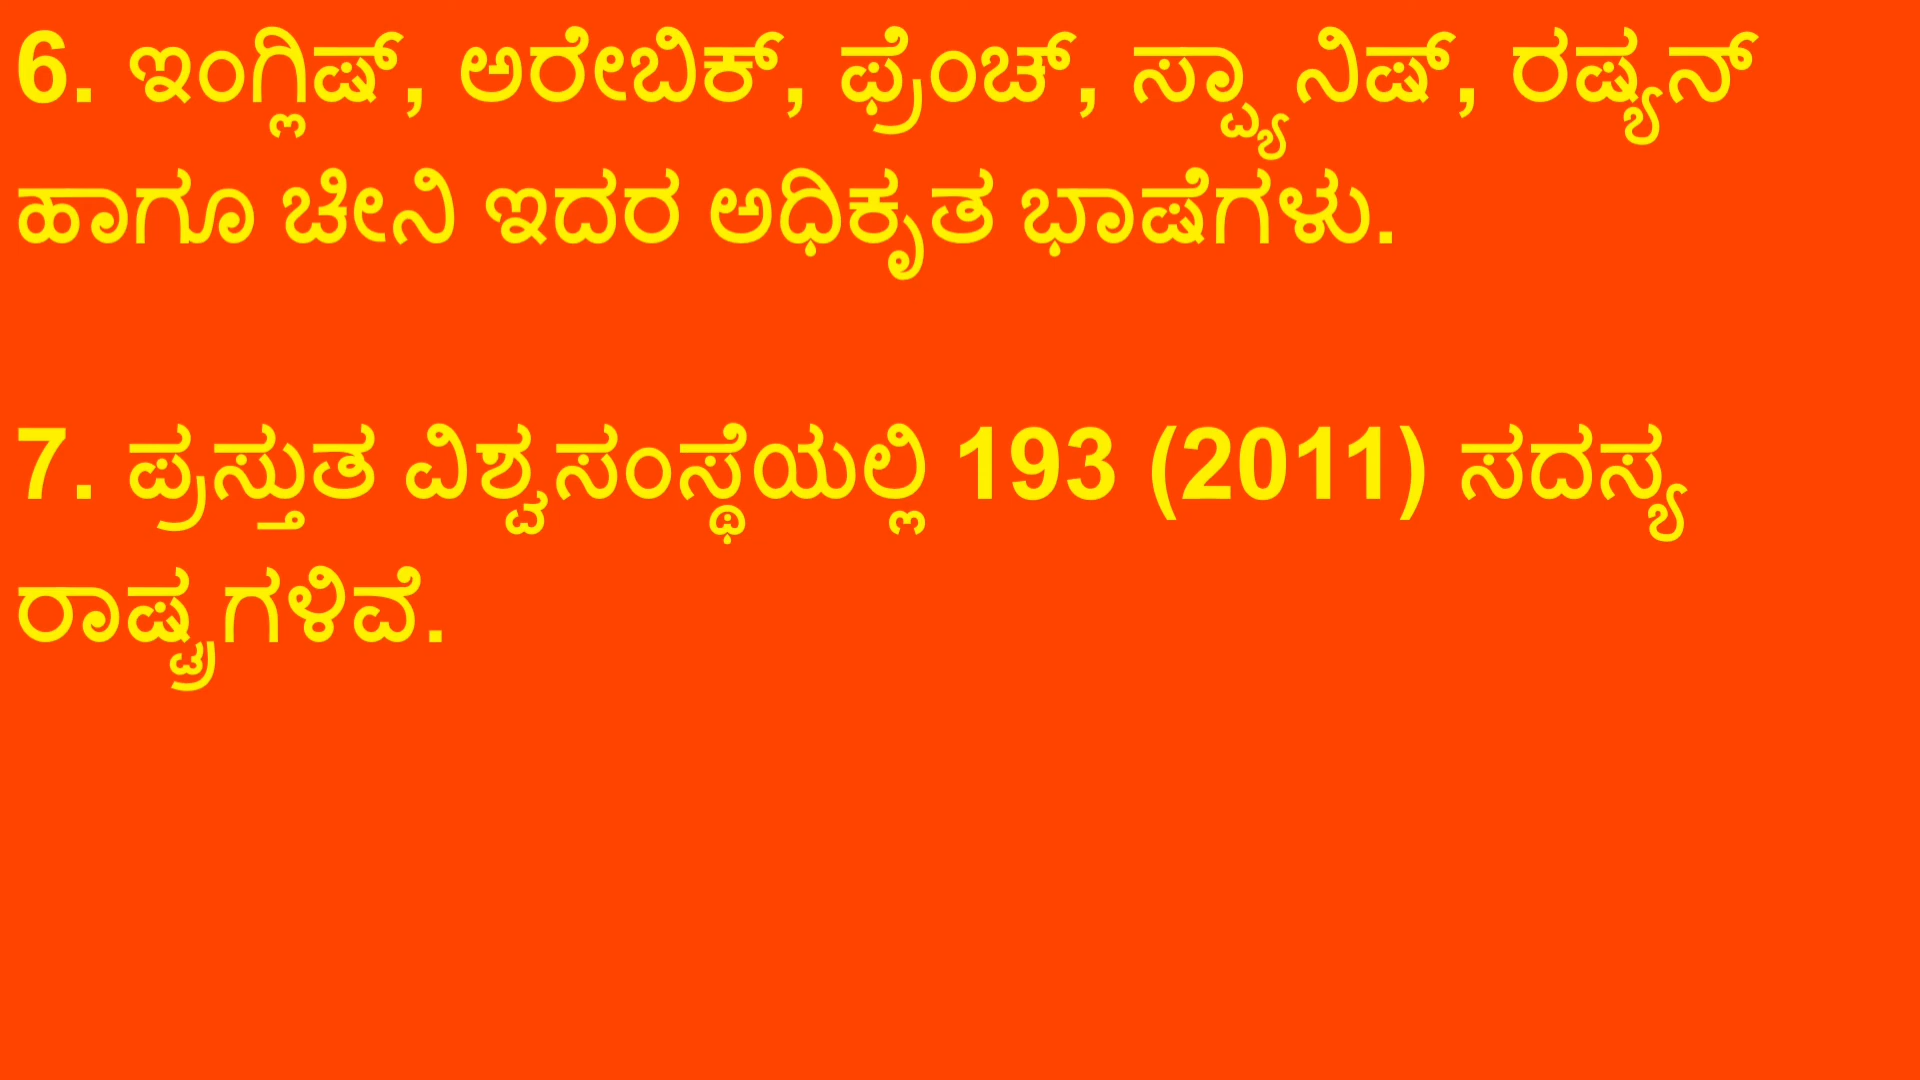 6. ಇಂಗ್ಲಿಷ್, ಅರೇಬಿಕ್, ಫ್ರೆಂಚ್, ಸ್ಪ್ಯಾನಿಷ್, ರಷ್ಯನ್
ಹಾಗೂ ಚೀನಿ ಇದರ ಅಧಿಕೃತ ಭಾಷೆಗಳು.
7. ಪ್ರಸ್ತುತ ವಿಶ್ವಸಂಸ್ಥೆಯಲ್ಲಿ 193 (2011) ಸದಸ್ಯ
ರಾಷ್ಟ್ರಗಳಿವೆ.